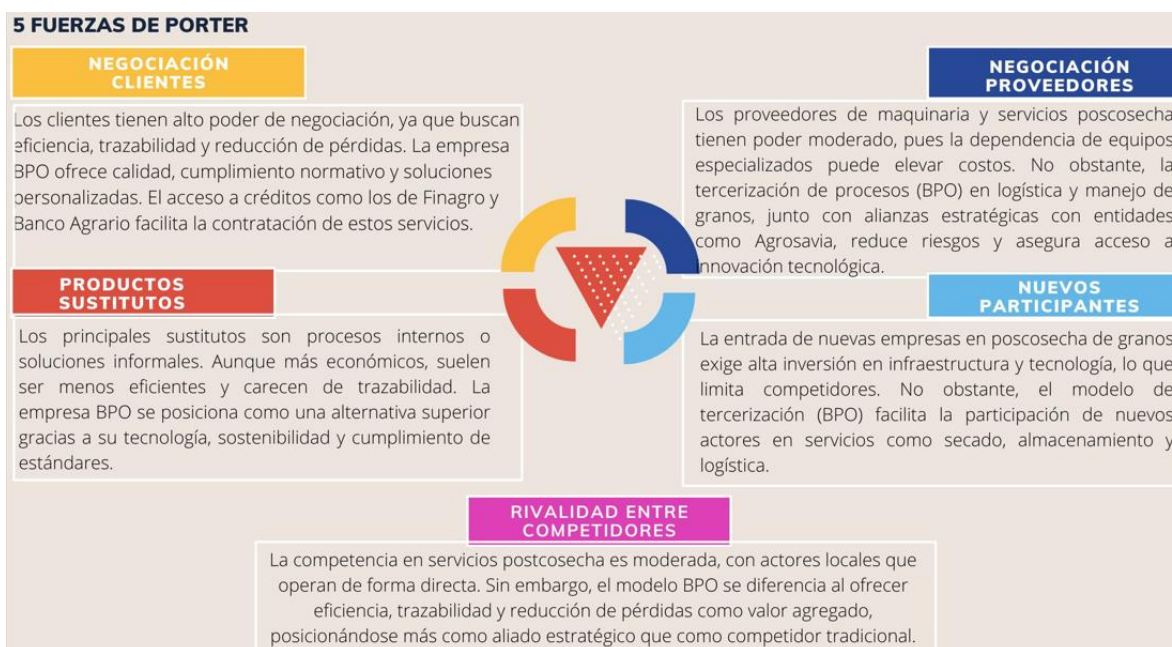 5 FUERZAS DE PORTER
NEGOCIACIÓN
CLIENTES
Los clientes tienen alto poder de negociación, ya que buscan
eficiencia, trazabilidad y reducción de pérdidas. La empresa
BPO ofrece calidad, cumplimiento normativo y soluciones
personalizadas. El acceso a créditos como los de Finagro y
Banco Agrario facilita la contratación de estos servicios.
NEGOCIACIÓN
PROVEEDORES
Los proveedores de maquinaria y servicios poscosecha
tienen poder moderado, pues la dependencia de equipos
especializados puede elevar costos. No obstante, la
tercerización de procesos (BPO) en logística y manejo de
granos, junto con alianzas estratégicas con entidades
como Agrosavia, reduce riesgos y asegura acceso a
innovación tecnológica.
PRODUCTOS
SUSTITUTOS
Los principales sustitutos son procesos internos o
soluciones informales. Aunque más económicos, suelen
ser menos eficientes y carecen de trazabilidad. La
empresa BPO se posiciona como una alternativa superior
gracias a su tecnología, sostenibilidad y cumplimiento de
estándares.
NUEVOS
PARTICIPANTES
La entrada de nuevas empresas en poscosecha de granos
exige alta inversión en infraestructura y tecnología, lo que
limita competidores. No obstante, el modelo de
tercerización (BPO) facilita la participación de nuevos
actores en servicios como secado, almacenamiento y
logística.
RIVALIDAD ENTRE
COMPETIDORES
La competencia en servicios postcosecha es moderada, con actores locales que
operan de forma directa. Sin embargo, el modelo BPO se diferencia al ofrecer
eficiencia, trazabilidad y reducción de pérdidas como valor agregado,
posicionándose más como aliado estratégico que como competidor tradicional.